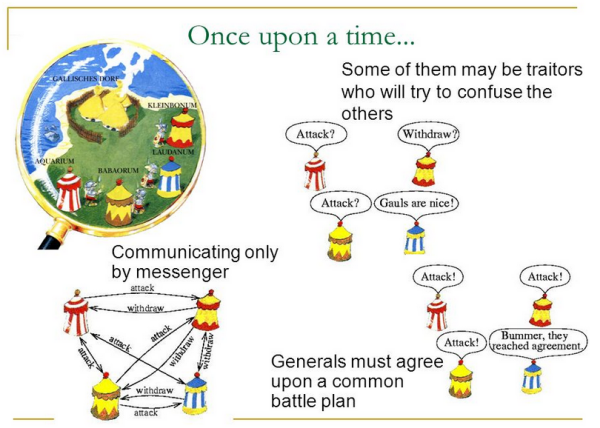 Once upon a time...
GALLISCHES DORF
KLEINBONUM
LAUDANUM
AQUARIUM
BABAORUM
Some of them may be traitors
who will try to confuse the
others
Attack?
Withdraw?
Attack?
Gauls are nice!
Communicating only
by messenger
attack
withdraw
attack
attack
attack
withdraw
withdraw
withdraw
attack
Attack!
Attack!
Attack!
Bummer, they
reached agreement.
Generals must agree
upon a common
battle plan